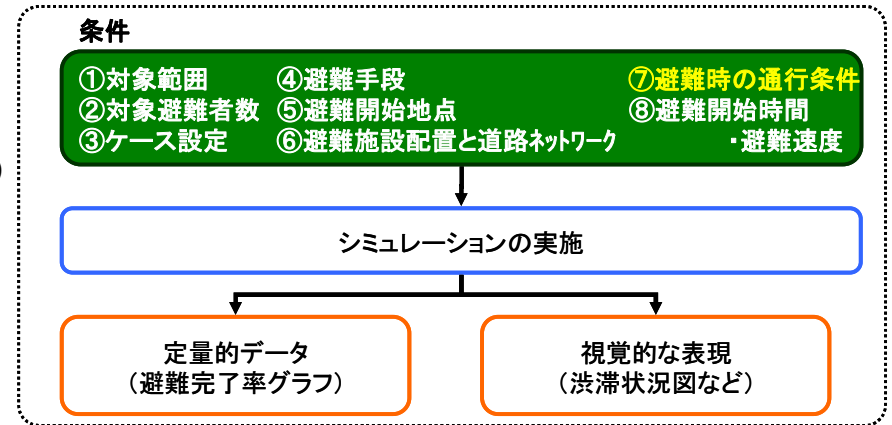 条件
①対象範囲 ④避難手段 ⑦避難時の通行条件
②対象避難者数 ⑤避難開始地点 ⑧避難開始時間
③ケース設定 ⑥避難施設配置と道路ネットワーク ・避難速度
シミュレーションの実施
定量的データ
（避難完了率グラフ）
視覚的な表現
（渋滞状況図など）
)